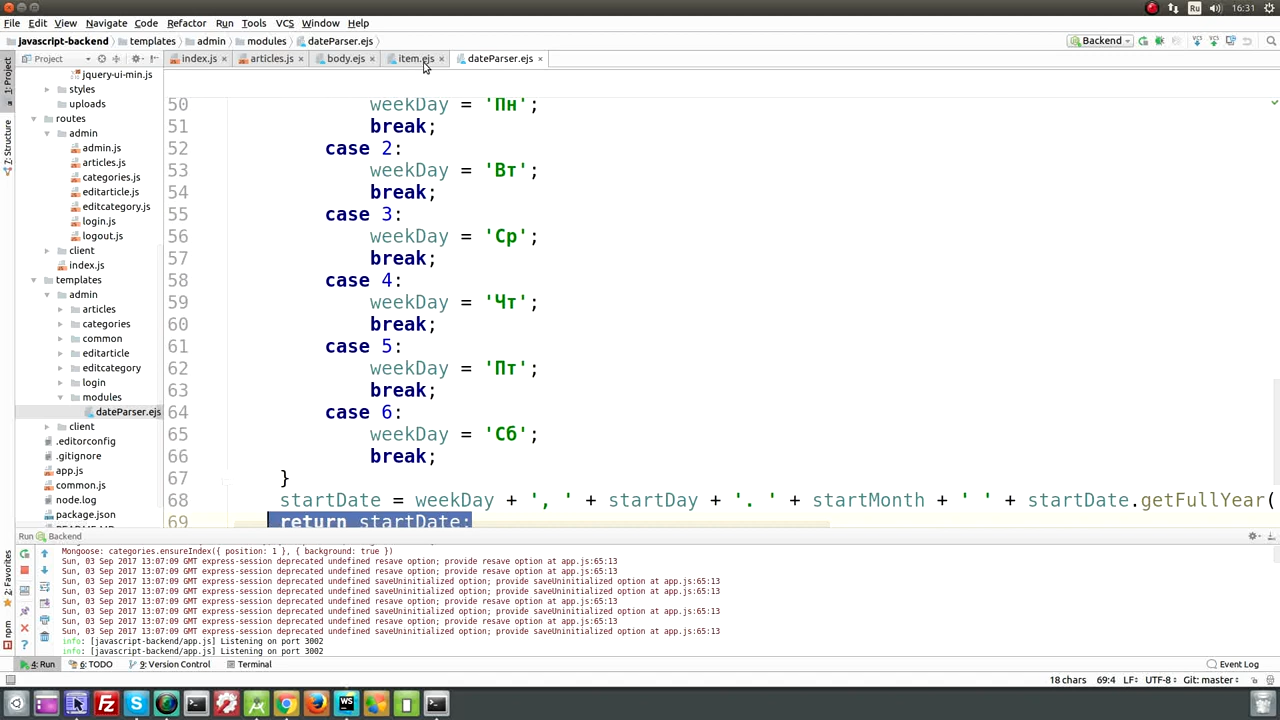 Ru
16:31
File Edit View Navigate Code Refactor Run Tools VCS Window Help
javascript-backend templates admin modules dateParser.ejs
Backend
1: Project
Project
index.js articles.js body.ejs item.ejs dateParser.ejs
7: Structure
jquery-ui-min.js
styles
uploads
routes
admin
admin.js
articles.js
categories.js
editarticle.js
editcategory.js
login.js
logout.js
client
index.js
templates
admin
articles
categories
common
editarticle
editcategory
login
modules
dateParser.ejs
client
.editorconfig
.gitignore
app.js
common.js
node.log
package.json
README.MD
50 weekDay = 'Пн';
51 break;
52 case 2:
53 weekDay = 'Вт';
54 break;
55 case 3:
56 weekDay = 'Ср';
57 break;
58 case 4:
59 weekDay = 'Чт';
60 break;
61 case 5:
62 weekDay = 'Пт';
63 break;
64 case 6:
65 weekDay = 'Сб';
66 break;
67 }
68 startDate = weekDay + ', ' + startDay + '. ' + startMonth + ' ' + startDate.getFullYear(
69 return startDate;
Run Backend
2: Favorites
npm
Mongoose: categories.ensureIndex({ position: 1 }, { background: true })
Sun, 03 Sep 2017 13:07:09 GMT express-session deprecated undefined resave option; provide resave option at app.js:65:13
Sun, 03 Sep 2017 13:07:09 GMT express-session deprecated undefined resave option; provide resave option at app.js:65:13
Sun, 03 Sep 2017 13:07:09 GMT express-session deprecated undefined saveUninitialized option; provide saveUninitialized option at app.js:65:13
Sun, 03 Sep 2017 13:07:09 GMT express-session deprecated undefined saveUninitialized option; provide saveUninitialized option at app.js:65:13
Sun, 03 Sep 2017 13:07:09 GMT express-session deprecated undefined resave option; provide resave option at app.js:65:13
Sun, 03 Sep 2017 13:07:09 GMT express-session deprecated undefined saveUninitialized option; provide saveUninitialized option at app.js:65:13
Sun, 03 Sep 2017 13:07:09 GMT express-session deprecated undefined resave option; provide resave option at app.js:65:13
Sun, 03 Sep 2017 13:07:09 GMT express-session deprecated undefined saveUninitialized option; provide saveUninitialized option at app.js:65:13
info: [javascript-backend/app.js] Listening on port 3002
info: [javascript-backend/app.js] Listening on port 3002
4: Run 6: TODO 9: Version Control Terminal Event Log
18 chars 69:4 LF÷ UTF-8÷ Git: master÷